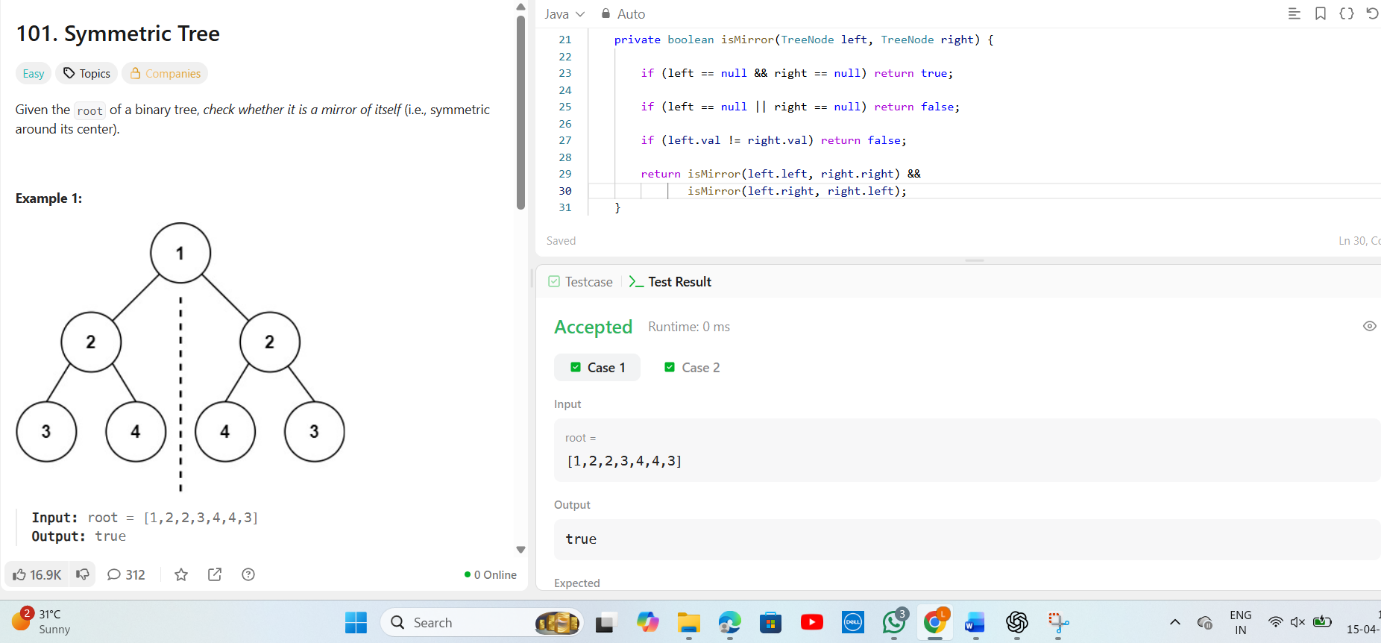 101. Symmetric Tree
Easy
Topics
Companies
Given the root of a binary tree, check whether it is a mirror of itself (i.e., symmetric
around its center).
Example 1:
1
2 2
3 4 4 3
Input: root = [1,2,2,3,4,4,3]
Output: true
16.9K
312
0 Online
Java
Auto
21 private boolean isMirror(TreeNode left, TreeNode right) {
22
23 if (left == null && right == null) return true;
24
25 if (left == null || right == null) return false;
26
27 if (left.val != right.val) return false;
28
29 return isMirror(left.left, right.right) &&
30 isMirror(left.right, right.left);
31 }
Saved
Ln 30, Co
Testcase
Test Result
Accepted Runtime: 0 ms
Case 1 Case 2
Input
root =
[1,2,2,3,4,4,3]
Output
true
Expected
2
31°C
Sunny
Search
DELL
3
L
W
ENG
IN
15-04-